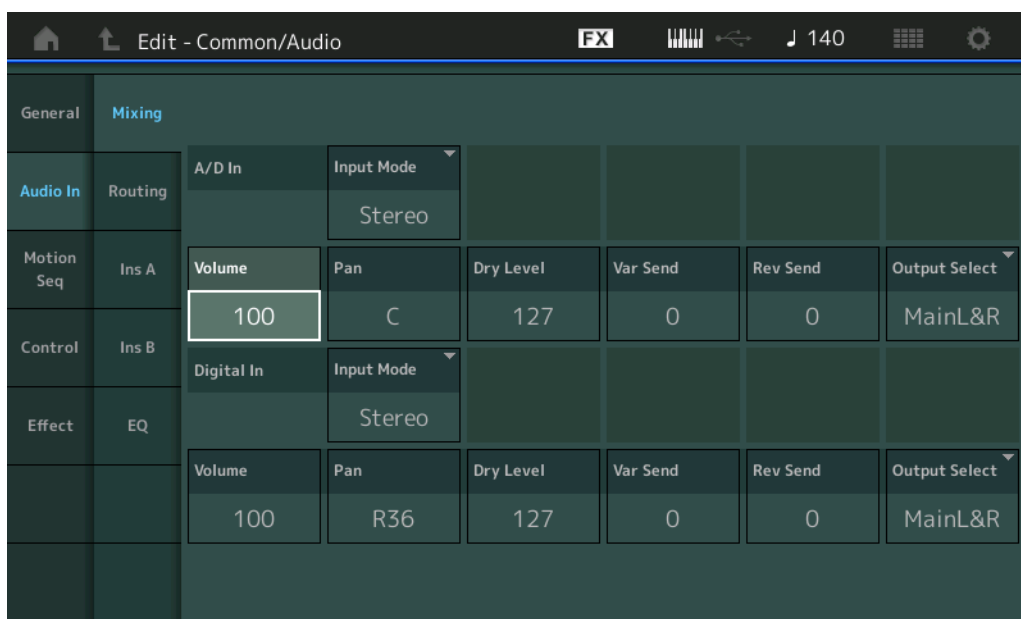 Edit - Common/Audio FX ♩ 140
General Mixing
Audio In Routing A/D In Input Mode
Stereo
Motion Seq Ins A Volume Pan Dry Level Var Send Rev Send Output Select
100 C 127 0 0 MainL&R
Control Ins B Digital In Input Mode
Effect EQ Stereo
Volume Pan Dry Level Var Send Rev Send Output Select
100 R36 127 0 0 MainL&R